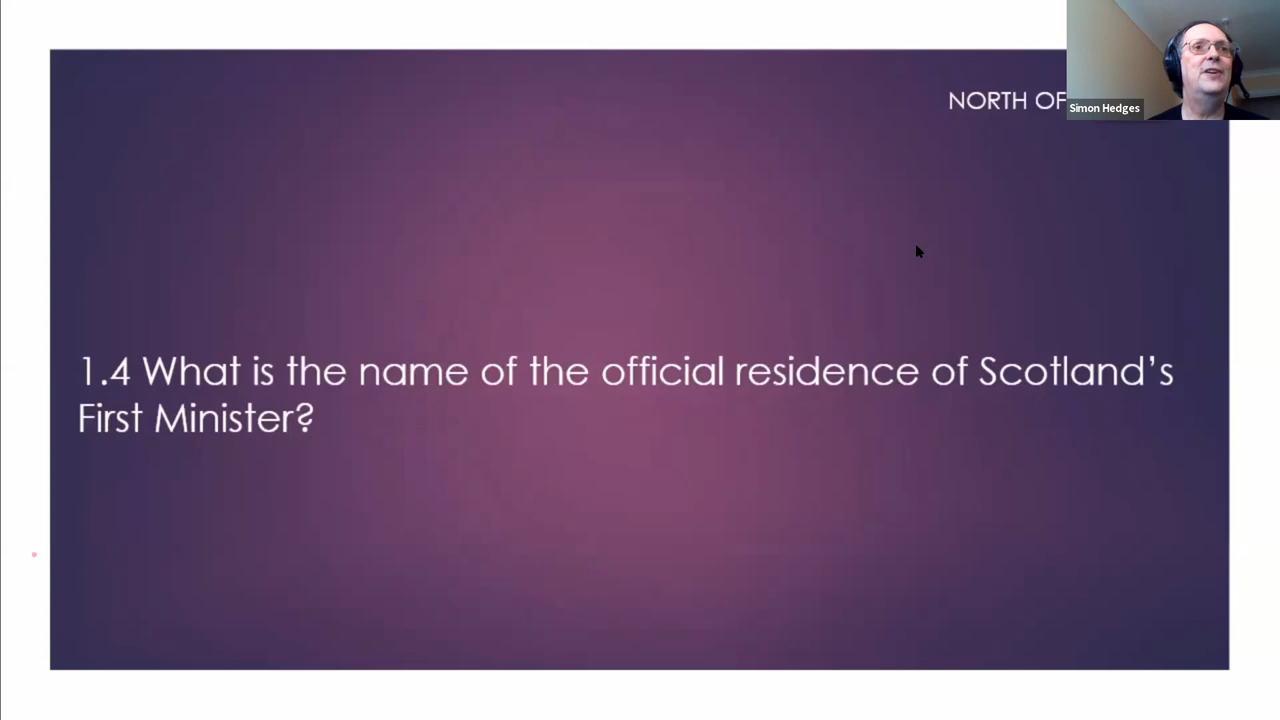 NORTH OF
Simon Hedges
1.4 What is the name of the official residence of Scotland’s
First Minister?